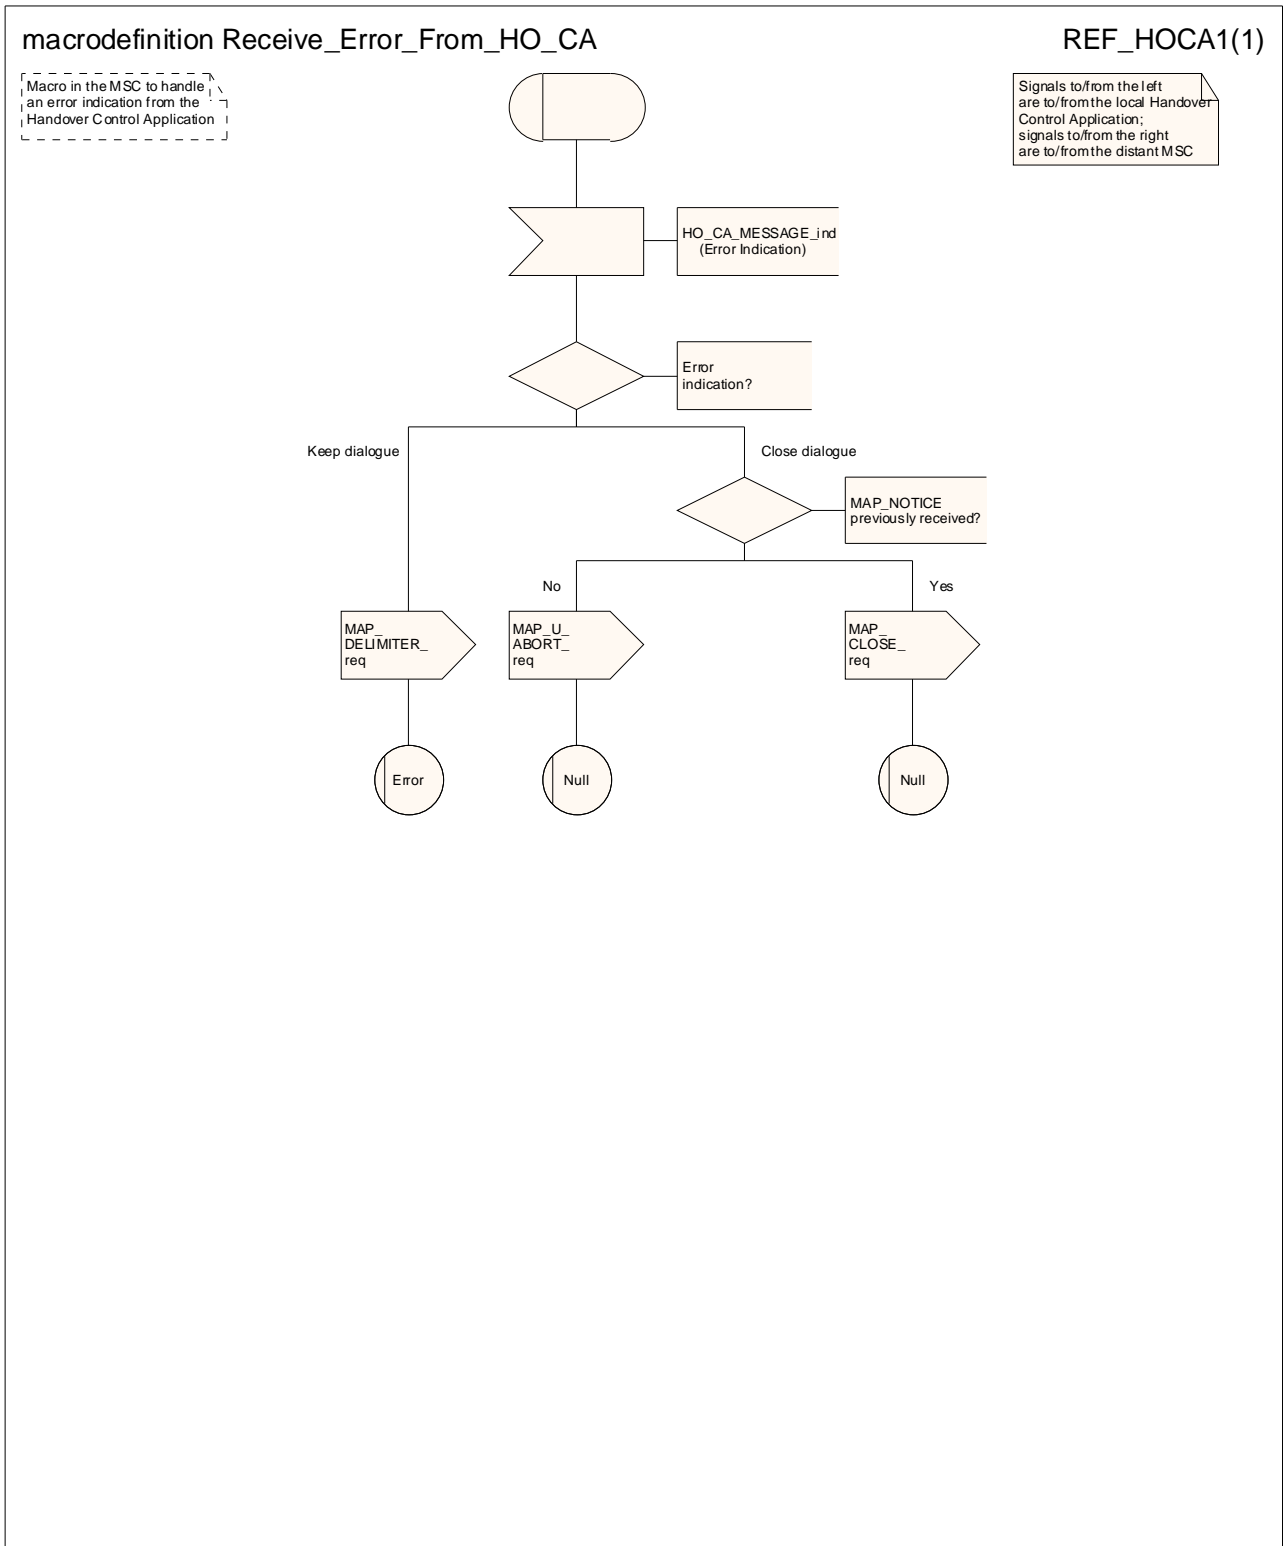 macrodefinition Receive_Error_From_HO_CA
REF_HOCA1(1)
Macro in the MSC to handle
an error indication from the
Handover Control Application
Signals to/from the left
are to/from the local Handover
Control Application;
signals to/from the right
are to/from the distant MSC
HO_CA_MESSAGE_ind
(Error Indication)
Error
indication?
Keep dialogue
Close dialogue
MAP_NOTICE
previously received?
No
Yes
MAP_
DELIMITER_
req
MAP_U_
ABORT_
req
MAP_
CLOSE_
req
Error
Null
Null